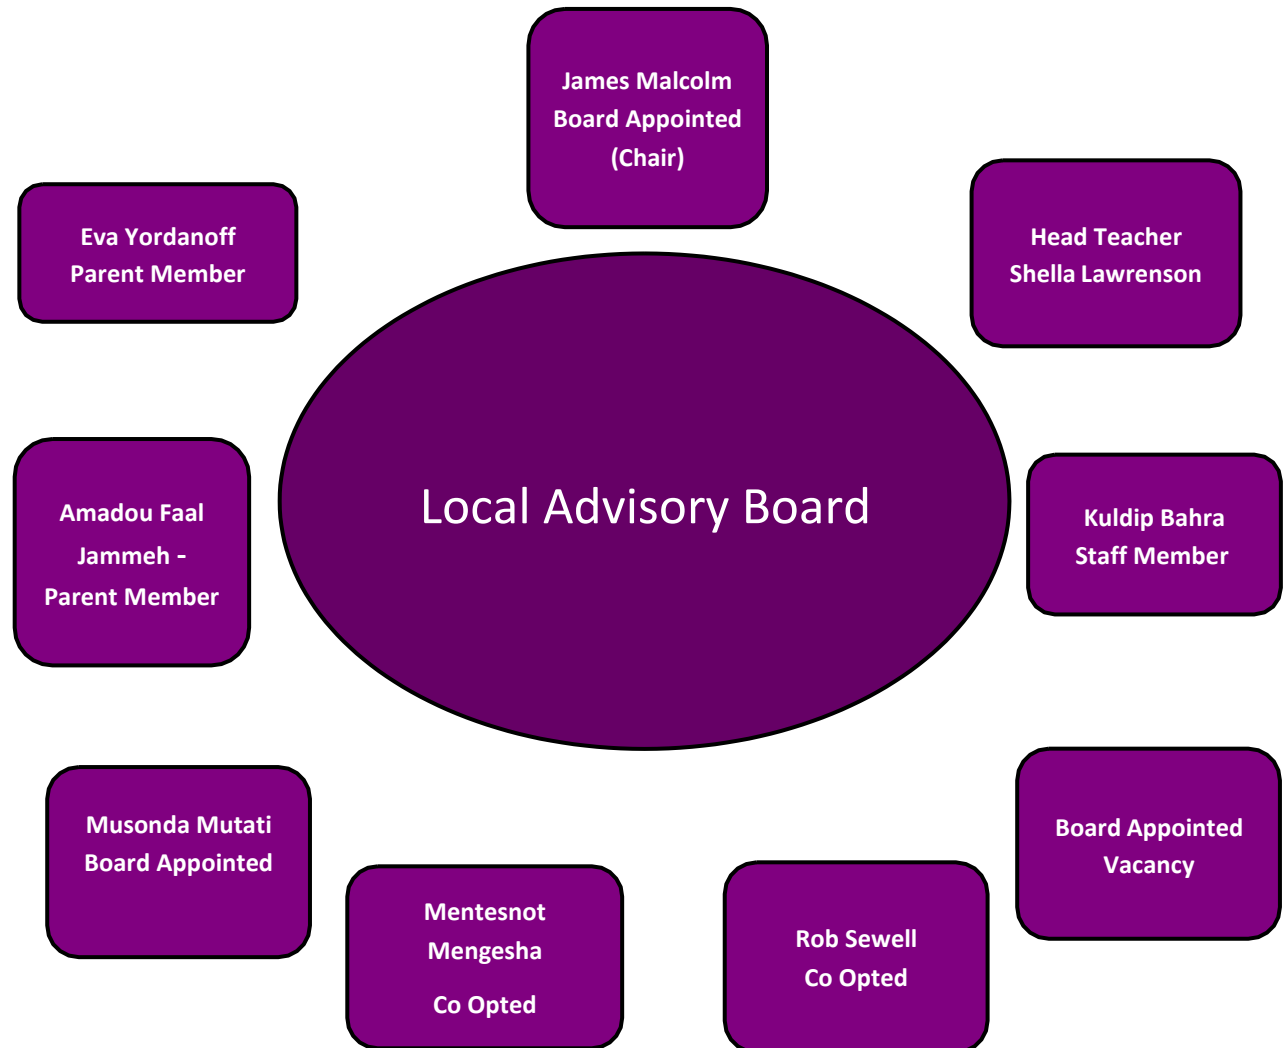 James Malcolm
Board Appointed
(Chair)
Head Teacher
Shella Lawrenson
Eva Yordanoff
Parent Member
Local Advisory Board
Amadou Faal
Jammeh -
Parent Member
Kuldip Bahra
Staff Member
Musonda Mutati
Board Appointed
Board Appointed
Vacancy
Mentesnot
Mengesha
Co Opted
Rob Sewell
Co Opted